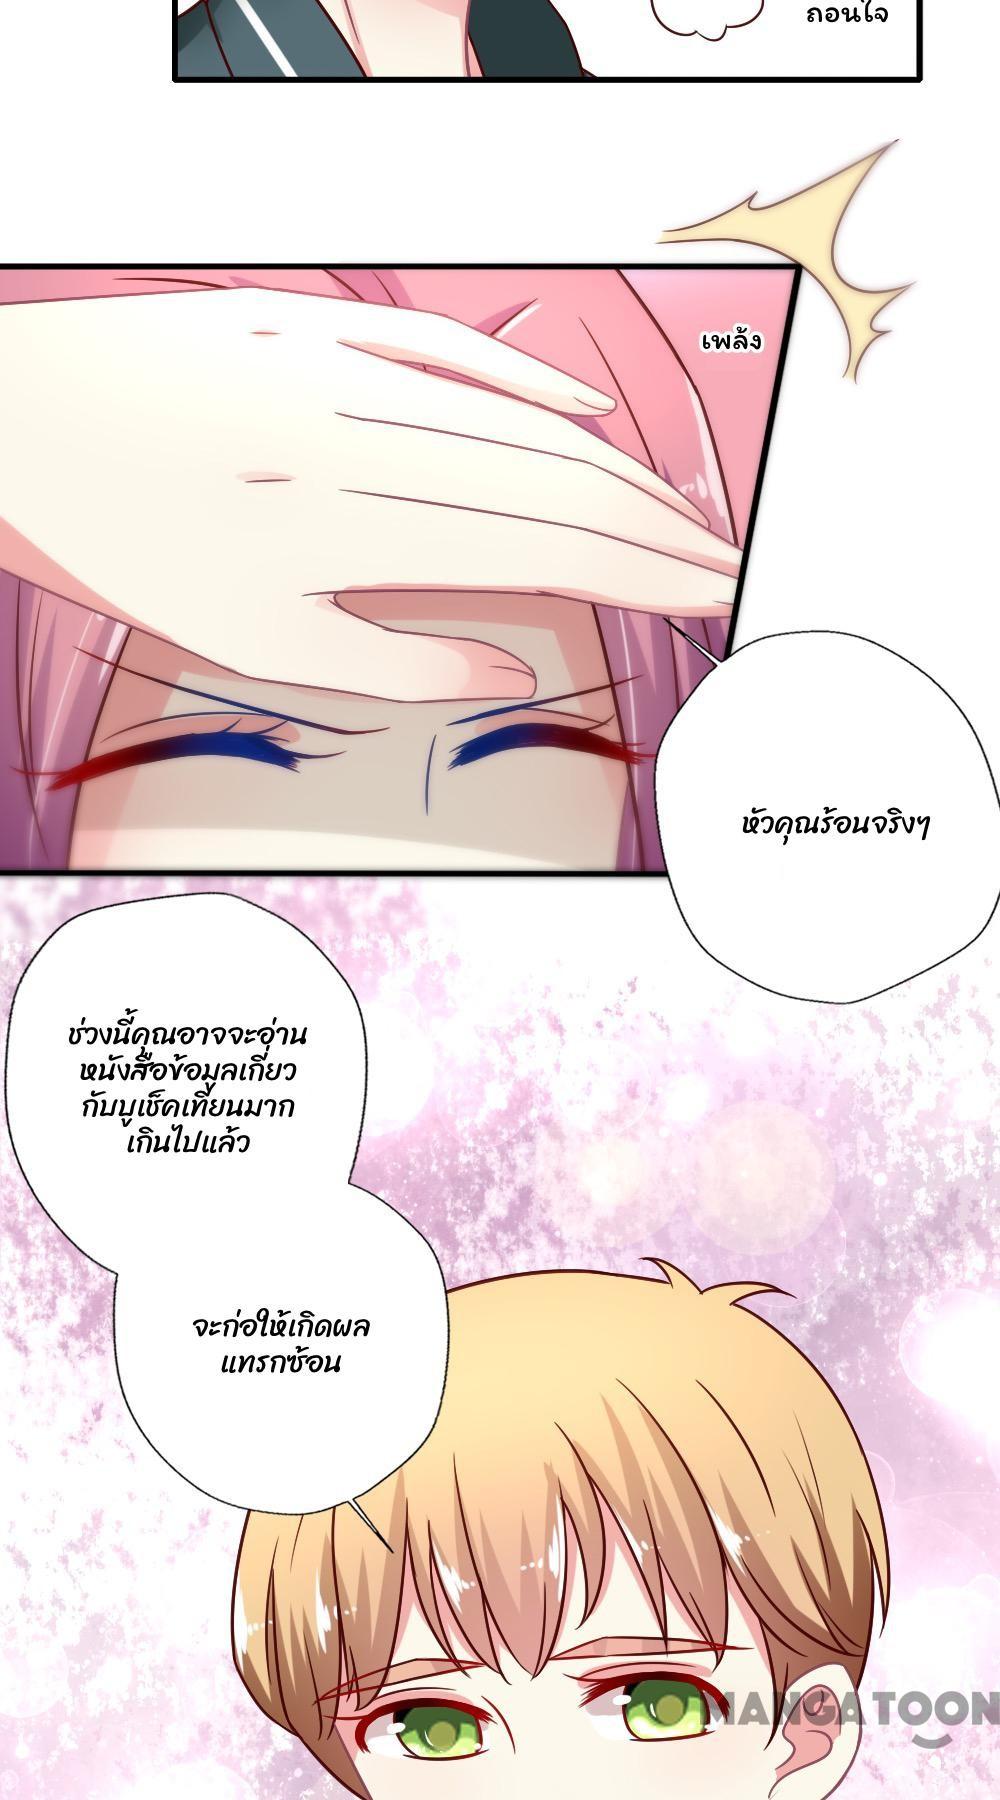 ถอนใจ
เพล้ง
หัวคุณร้อนจริงๆ
ช่วงนี้คุณอาจจะอ่าน
หนังสือข้อมูลเกี่ยว
กับบูเช็คเทียนมาก
เกินไปแล้ว
จะก่อให้เกิดผล
แทรกซ้อน
MANGATOON